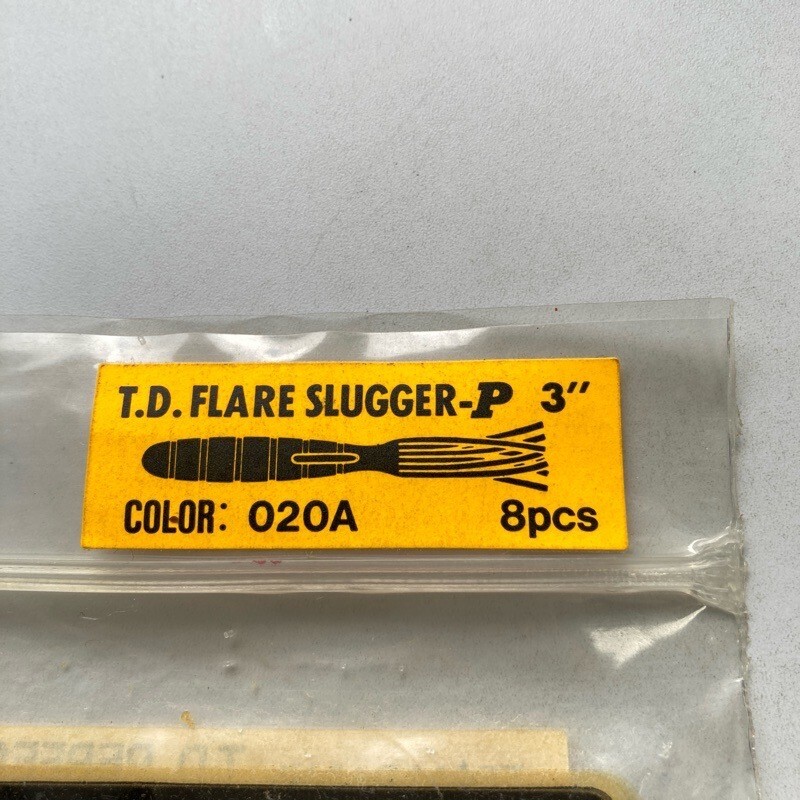 T.D. FLARE SLUGGER-P 3″
COLOR: 020A 8pcs